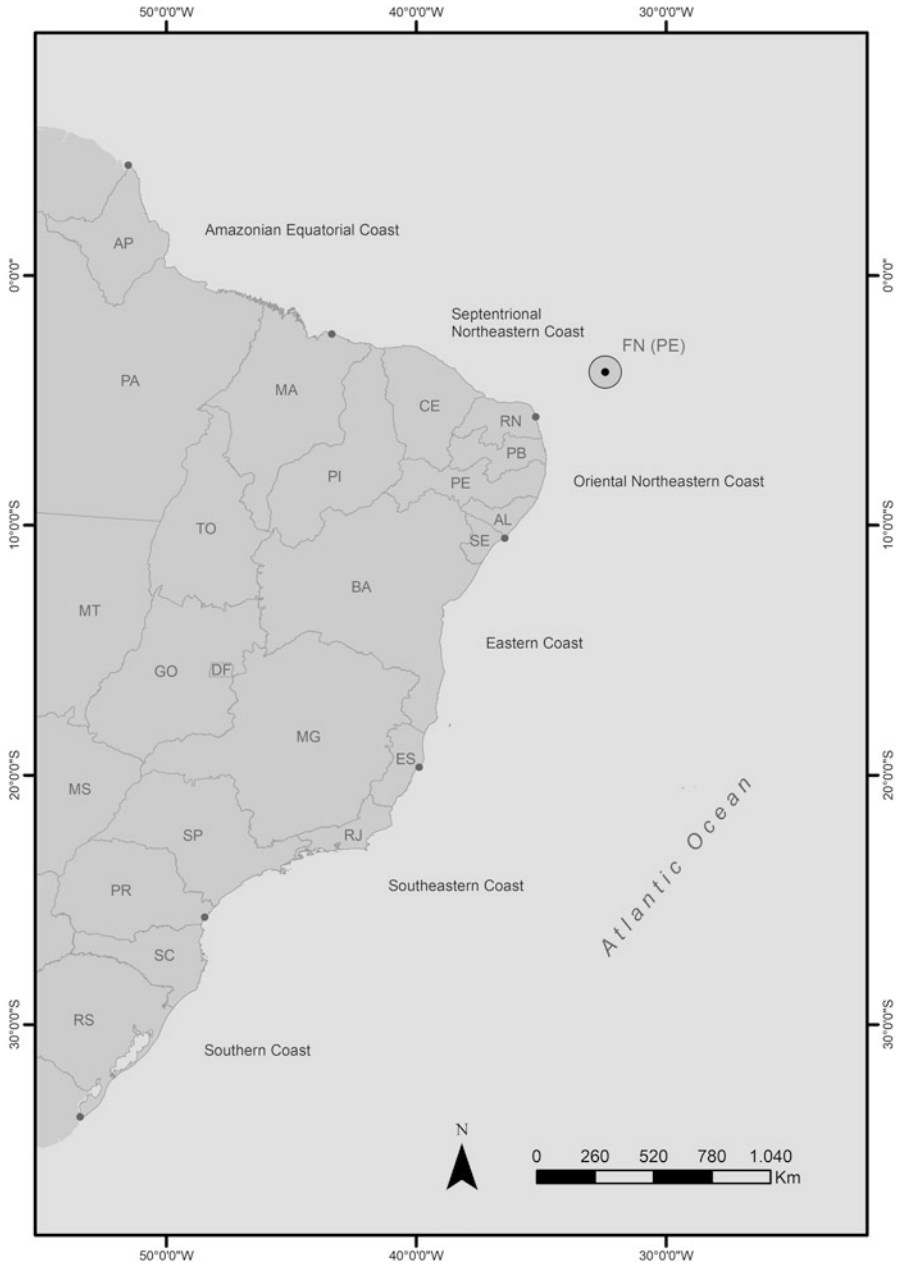 50°0'0"W
40°0'0"W
30°0'0"W
Amazonian Equatorial Coast
AP
0°0'0"
0°0'0"
Septentrional
Northeastern Coast
FN (PE)
PA
MA
CE
RN
PB
PI
PE
Oriental Northeastern Coast
AL
TO
SE
10°0'0"S
10°0'0"S
BA
MT
Eastern Coast
GO
DF
MG
ES
MS
20°0'0"S
20°0'0"S
SP
RJ
Atlantic Ocean
PR
Southeastern Coast
SC
RS
30°0'0"S
30°0'0"S
Southern Coast
N
0 260 520 780 1.040
Km
50°0'0"W
40°0'0"W
30°0'0"W